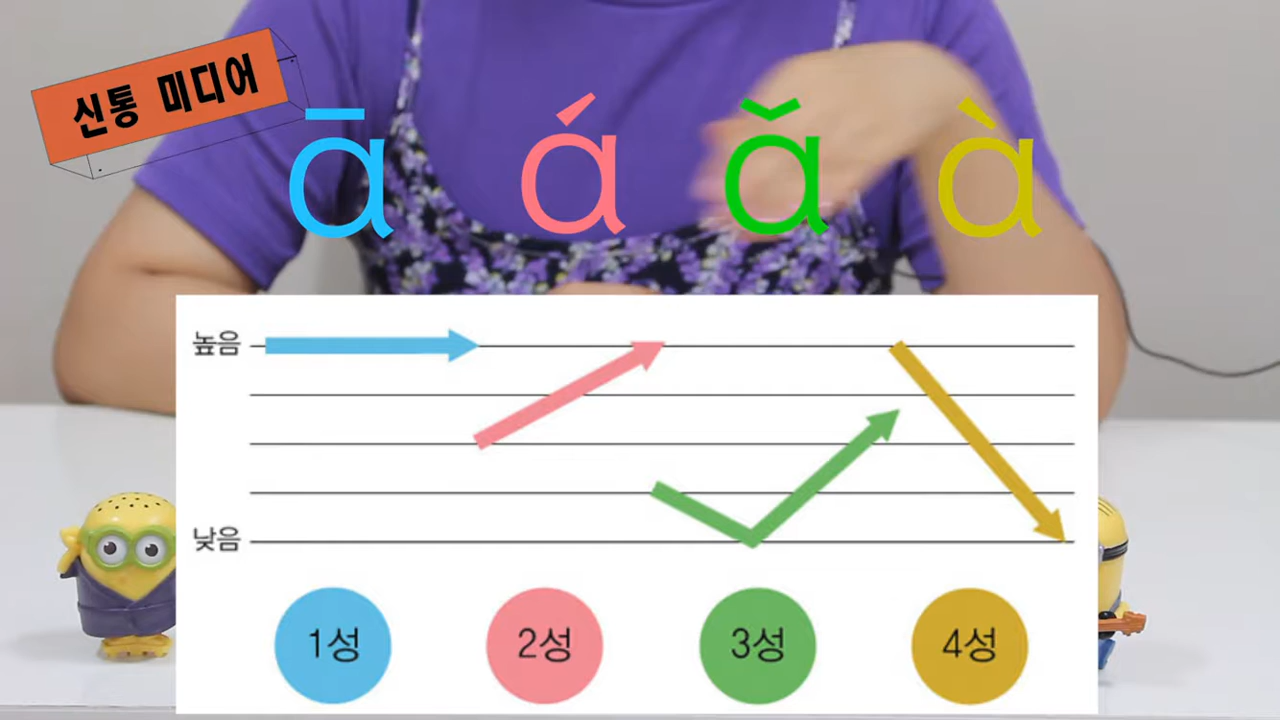 신통 미디어
ā á ǎ à
높음
낮음
1성 2성 3성 4성